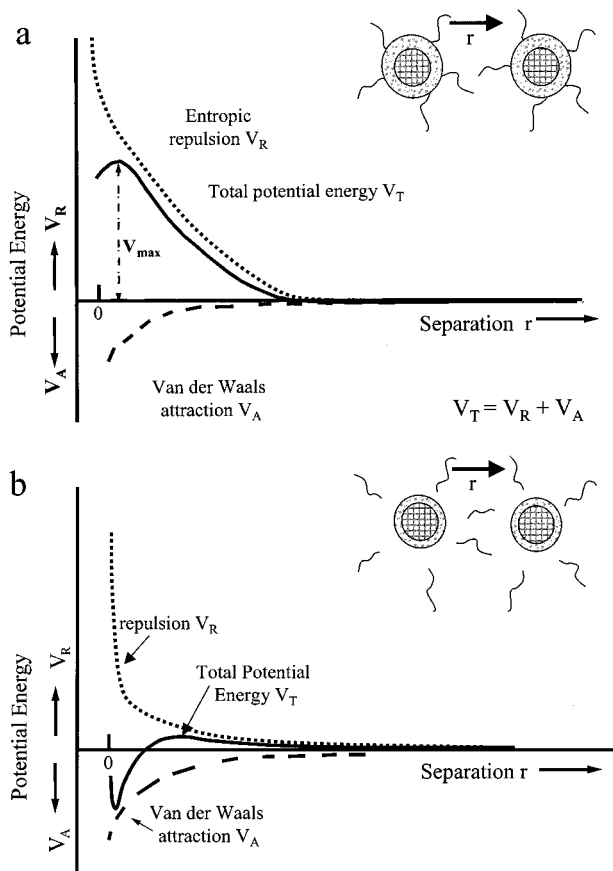 a
r
Entropic
repulsion V_R
Total potential energy V_T
V_max
Potential Energy
V_R
V_A
0
Separation r
Van der Waals
attraction V_A
V_T = V_R + V_A
b
r
repulsion V_R
Total Potential
Energy V_T
Potential Energy
V_R
V_A
0
Separation r
Van der Waals
attraction V_A